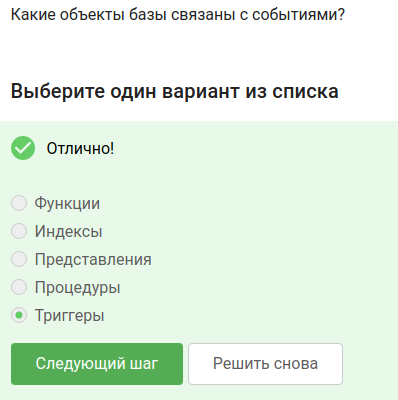 Какие объекты базы связаны с событиями?
Выберите один вариант из списка
Отлично!
Функции
Индексы
Представления
Процедуры
Триггеры
Следующий шаг
Решить снова